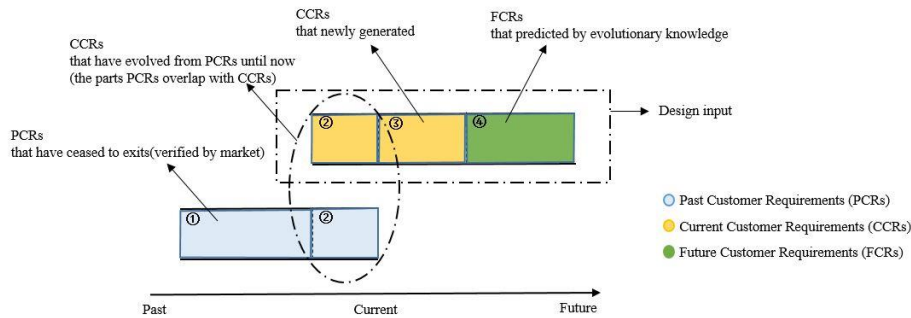 CCRs
that newly generated
FCRs
that predicted by evolutionary knowledge
CCRs
that have evolved from PCRs until now
(the parts PCRs overlap with CCRs)
Design input
② ③ ④
PCRs
that have ceased to exits(verified by market)
① ②
Past Customer Requirements (PCRs)
Current Customer Requirements (CCRs)
Future Customer Requirements (FCRs)
Past Current Future